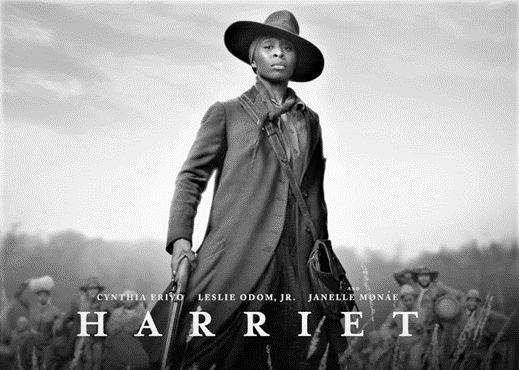 AND
CYNTHIA ERIVO LESLIE ODOM, JR. JANELLE MONÁE
HARRIET